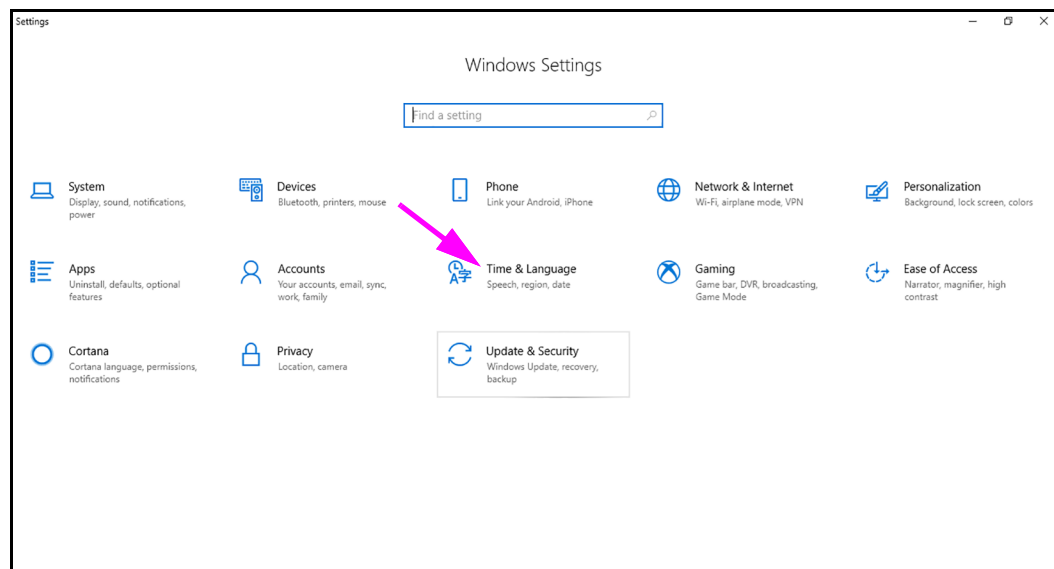 Settings
Windows Settings
Find a setting
System
Display, sound, notifications,
power
Devices
Bluetooth, printers, mouse
Phone
Link your Android, iPhone
Network & Internet
Wi-Fi, airplane mode, VPN
Personalization
Background, lock screen, colors
Apps
Uninstall, defaults, optional
features
Accounts
Your accounts, email, sync,
work, family
Time & Language
Speech, region, date
Gaming
Game bar, DVR, broadcasting,
Game Mode
Ease of Access
Narrator, magnifier, high
contrast
Cortana
Cortana language, permissions,
notifications
Privacy
Location, camera
Update & Security
Windows Update, recovery,
backup